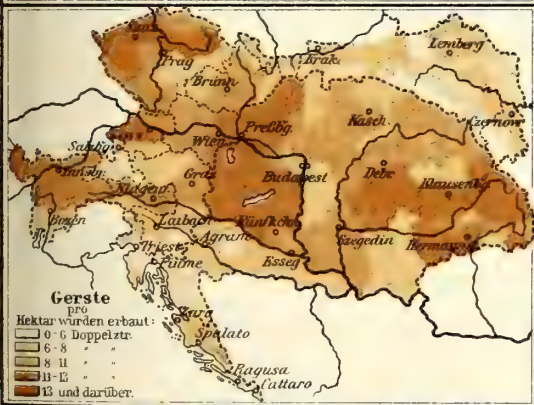 Prag
Brünn
Krak.
Lemberg
Czernow.
Kasch.
Preßbg.
Wien
Salzbg.
Innsbr.
Bozen
Klagenf.
Graz
Budapest
Debr.
Klausenbg.
Laibach
Agram
Fünfkch.
Szegedin
Hermannst.
Triest
Fiume
Esseg
Zara
Spalato
Ragusa
Cattaro
Gerste
pro
Hektar wurden erbaut:
0-6 Doppelztr.
6-8 " "
8-11 " "
11-13 " "
13 und darüber.